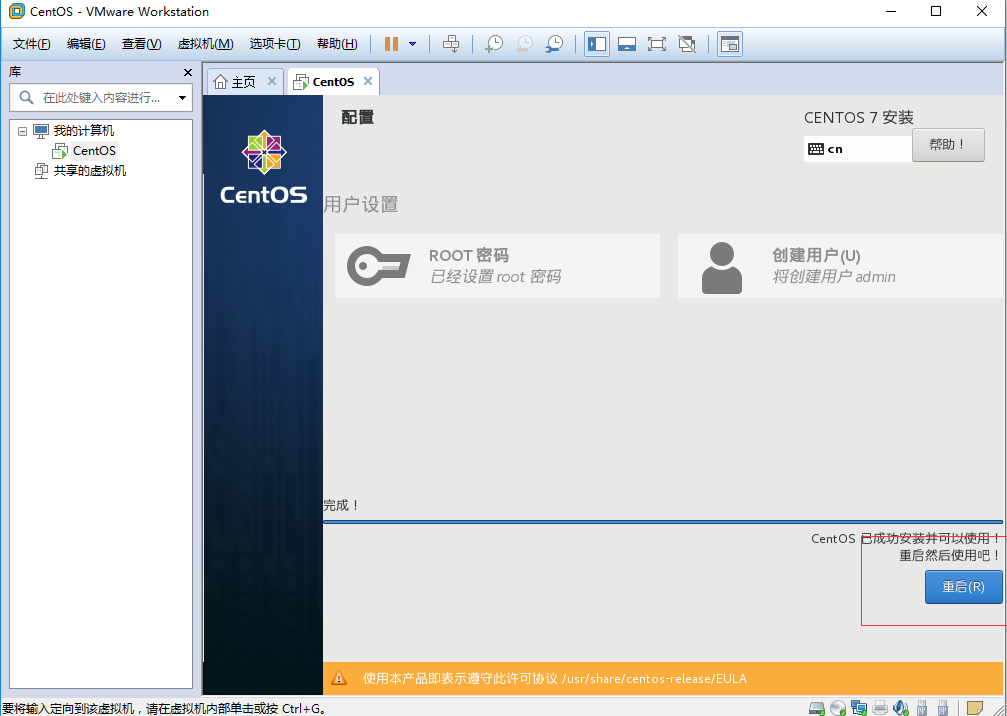 CentOS - VMware Workstation
文件(F) 编辑(E) 查看(V) 虚拟机(M) 选项卡(T) 帮助(H)
库
在此处键入内容进行...
我的计算机
CentOS
共享的虚拟机
主页
CentOS
CentOS
配置
CENTOS 7 安装
cn
帮助！
用户设置
ROOT 密码
已经设置 root 密码
创建用户(U)
将创建用户 admin
完成！
CentOS 已成功安装并可以使用！
重启然后使用吧！
重启(R)
使用本产品即表示遵守此许可协议 /usr/share/centos-release/EULA
要将输入定向到该虚拟机，请在虚拟机内部单击或按 Ctrl+G。